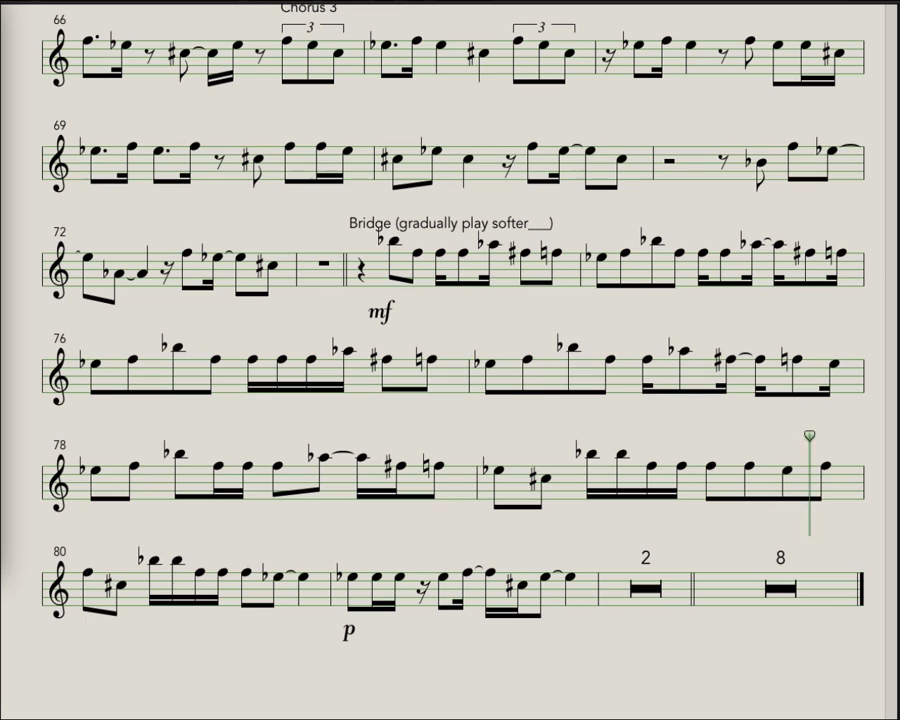 Chorus 3
66
3
3
69
72
Bridge (gradually play softer___)
mf
76
78
80
2
8
p